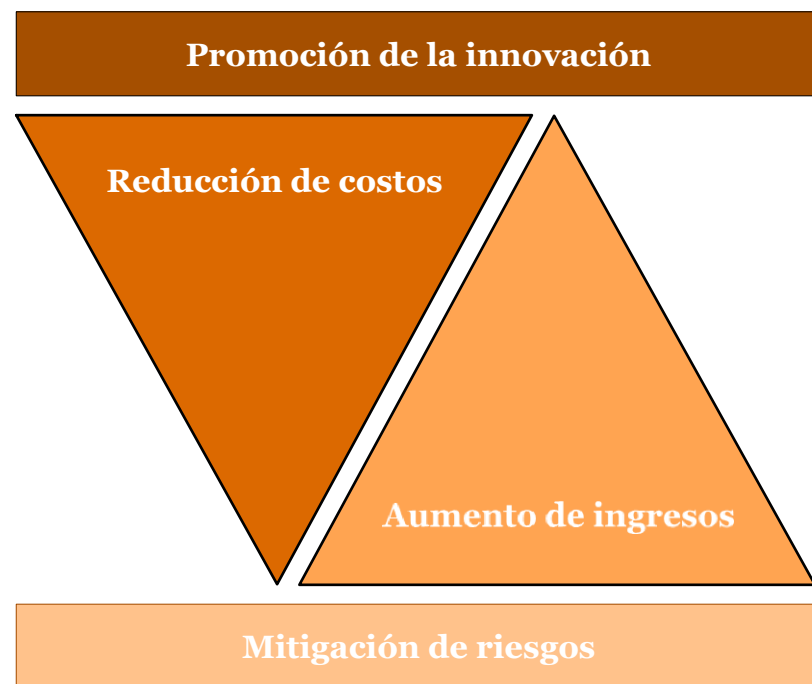 Promoción de la innovación
Reducción de costos
Aumento de ingresos
Mitigación de riesgos